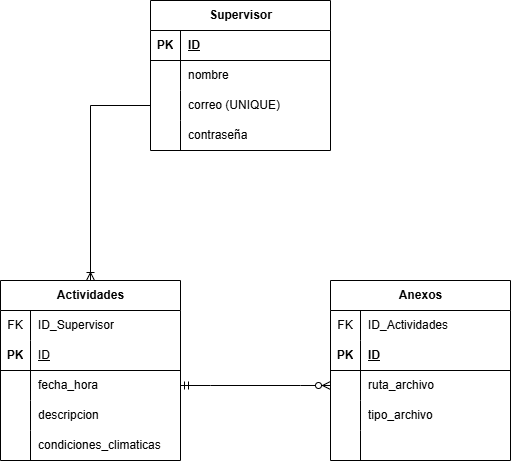 Supervisor
PK ID
nombre
correo (UNIQUE)
contraseña
Actividades
FK ID_Supervisor
PK ID
fecha_hora
descripcion
condiciones_climaticas
Anexos
FK ID_Actividades
PK ID
ruta_archivo
tipo_archivo